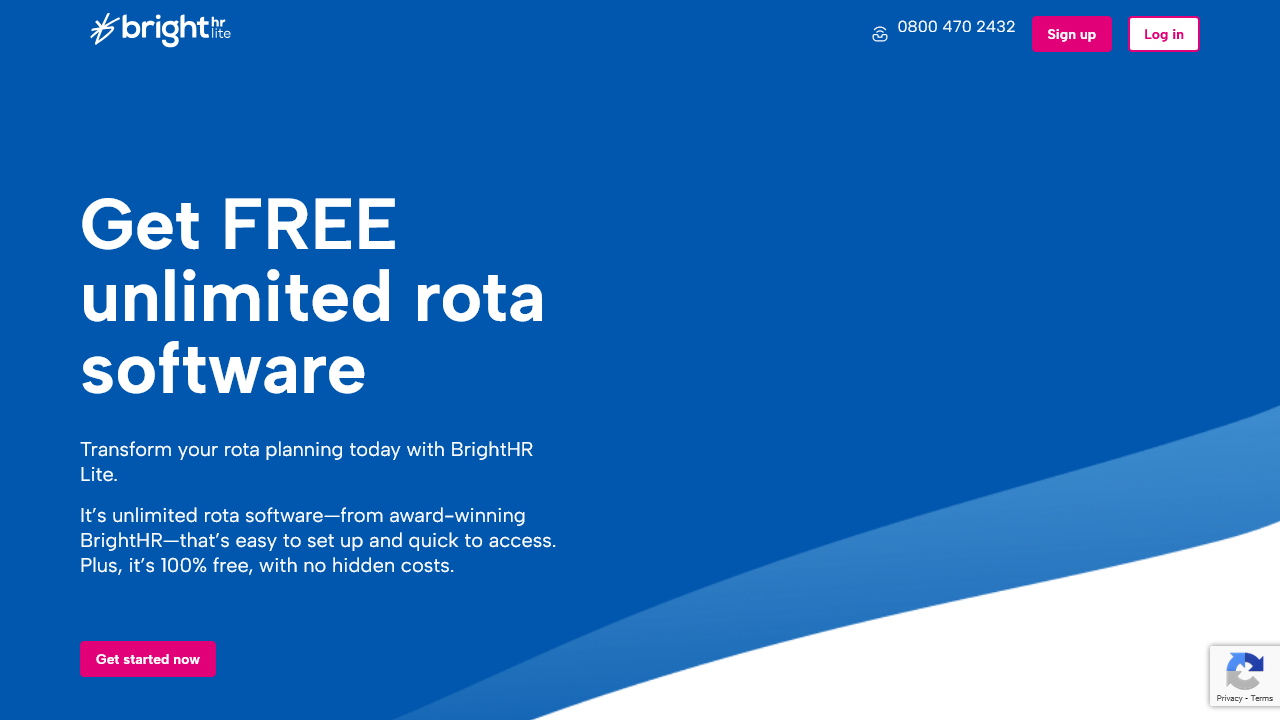 bright hr lite
0800 470 2432
Sign up
Log in
Get FREE
unlimited rota
software
Transform your rota planning today with BrightHR
Lite.
It's unlimited rota software—from award-winning
BrightHR—that's easy to set up and quick to access.
Plus, it's 100% free, with no hidden costs.
Get started now
Privacy - Terms